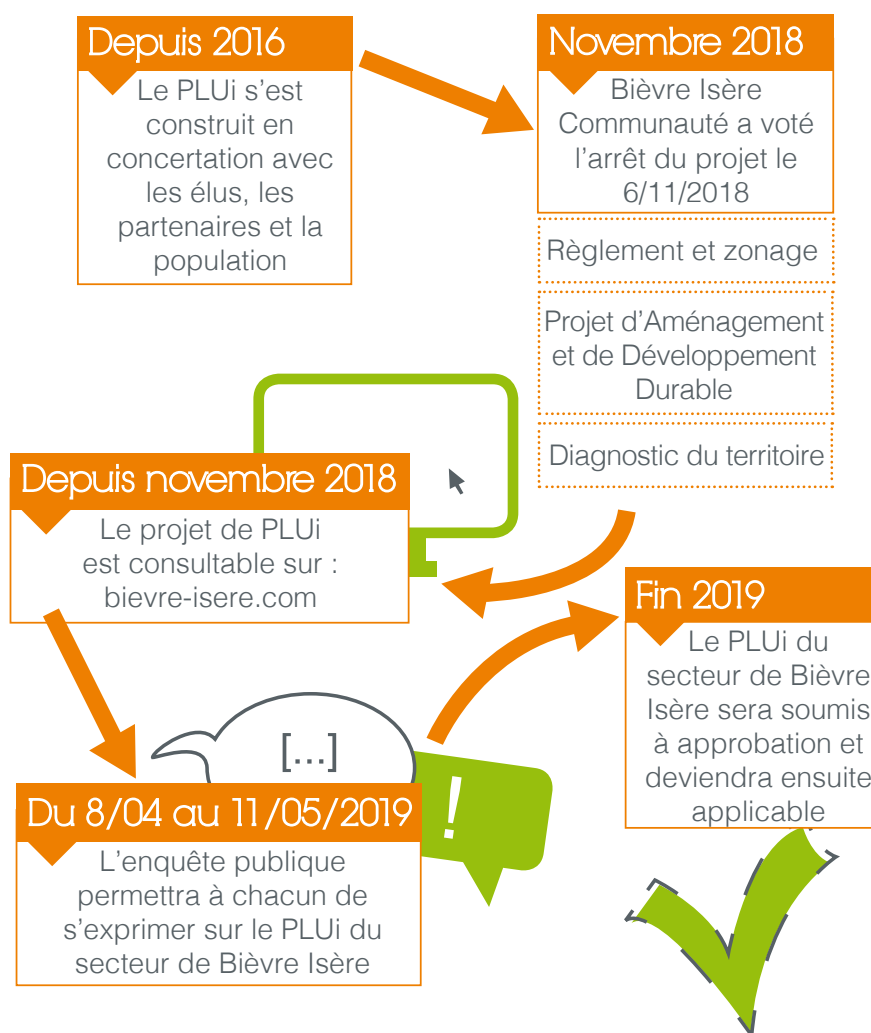 Depuis 2016
Le PLUi s’est
construit en
concertation avec
les élus, les
partenaires et la
population
Novembre 2018
Bièvre Isère
Communauté a voté
l’arrêt du projet le
6/11/2018
Règlement et zonage
Projet d’Aménagement
et de Développement
Durable
Diagnostic du territoire
Depuis novembre 2018
Le projet de PLUi
est consultable sur :
bievre-isere.com
[...]
!
Du 8/04 au 11/05/2019
L’enquête publique
permettra à chacun de
s’exprimer sur le PLUi du
secteur de Bièvre Isère
Fin 2019
Le PLUi du
secteur de Bièvre
Isère sera soumis
à approbation et
deviendra ensuite
applicable